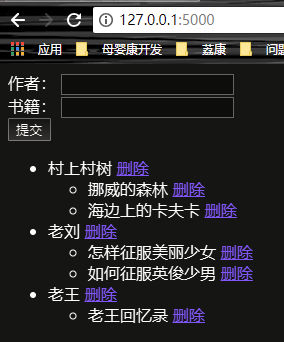 127.0.0.1:5000
应用 母婴康开发 荔康 问题
作者：
书籍：
提交
村上村树 删除
挪威的森林 删除
海边上的卡夫卡 删除
老刘 删除
怎样征服美丽少女 删除
如何征服英俊少男 删除
老王 删除
老王回忆录 删除